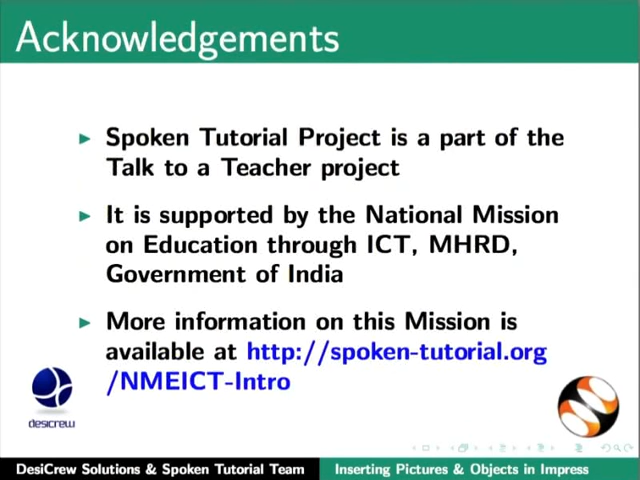 Acknowledgements
Spoken Tutorial Project is a part of the
Talk to a Teacher project
It is supported by the National Mission
on Education through ICT, MHRD,
Government of India
More information on this Mission is
available at http://spoken-tutorial.org
/NMEICT-Intro
desicrew
DesiCrew Solutions & Spoken Tutorial Team
Inserting Pictures & Objects in Impress